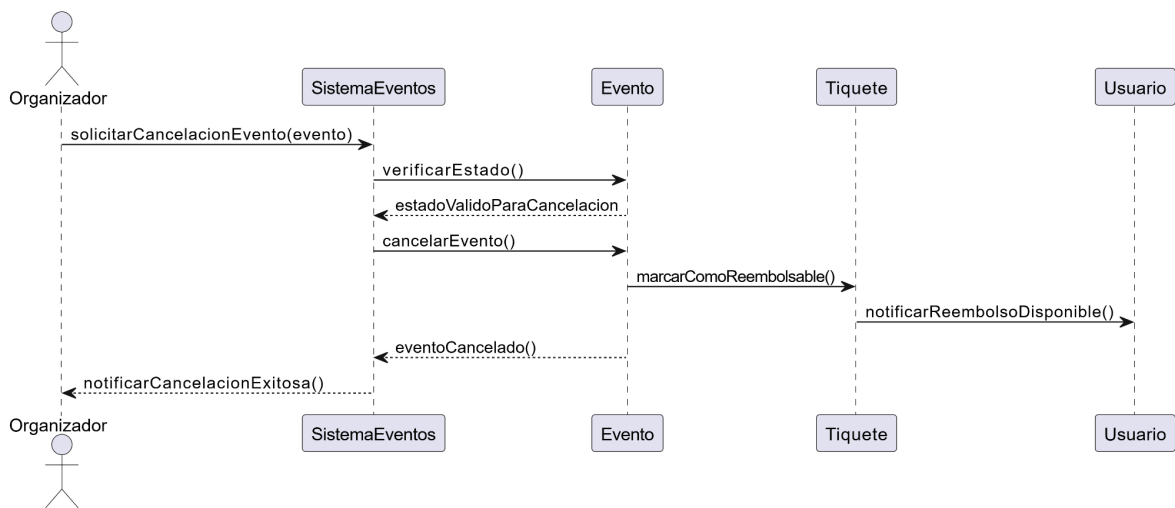 Organizador
SistemaEventos
Evento
Tiquete
Usuario
solicitarCancelacionEvento(evento)
verificarEstado()
estadoValidoParaCancelacion
cancelarEvento()
marcarComoReembolsable()
notificarReembolsoDisponible()
eventoCancelado()
notificarCancelacionExitosa()
Organizador
SistemaEventos
Evento
Tiquete
Usuario